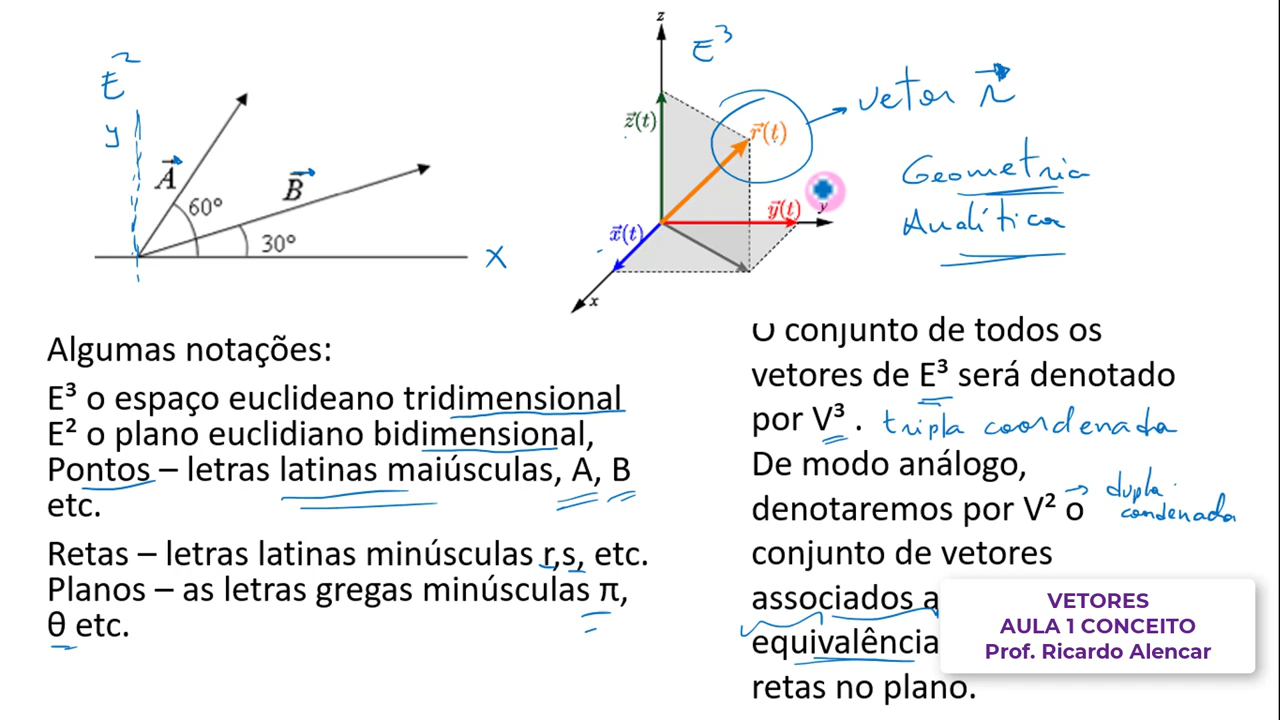 E²
y
A
B
60°
30°
x
z
E³
z(t)
r(t)
vetor r
y(t)
y
x(t)
x
Geometria
Analítica
Algumas notações:
E³ o espaço euclideano tridimensional
E² o plano euclidiano bidimensional,
Pontos – letras latinas maiúsculas, A, B
etc.
Retas – letras latinas minúsculas r,s, etc.
Planos – as letras gregas minúsculas π,
θ etc.
O conjunto de todos os
vetores de E³ será denotado
por V³ . tripla coordenada
De modo análogo,
denotaremos por V² o
dupla
condenada
conjunto de vetores
associados a
equivalência
retas no plano.
VETORES
AULA 1 CONCEITO
Prof. Ricardo Alencar